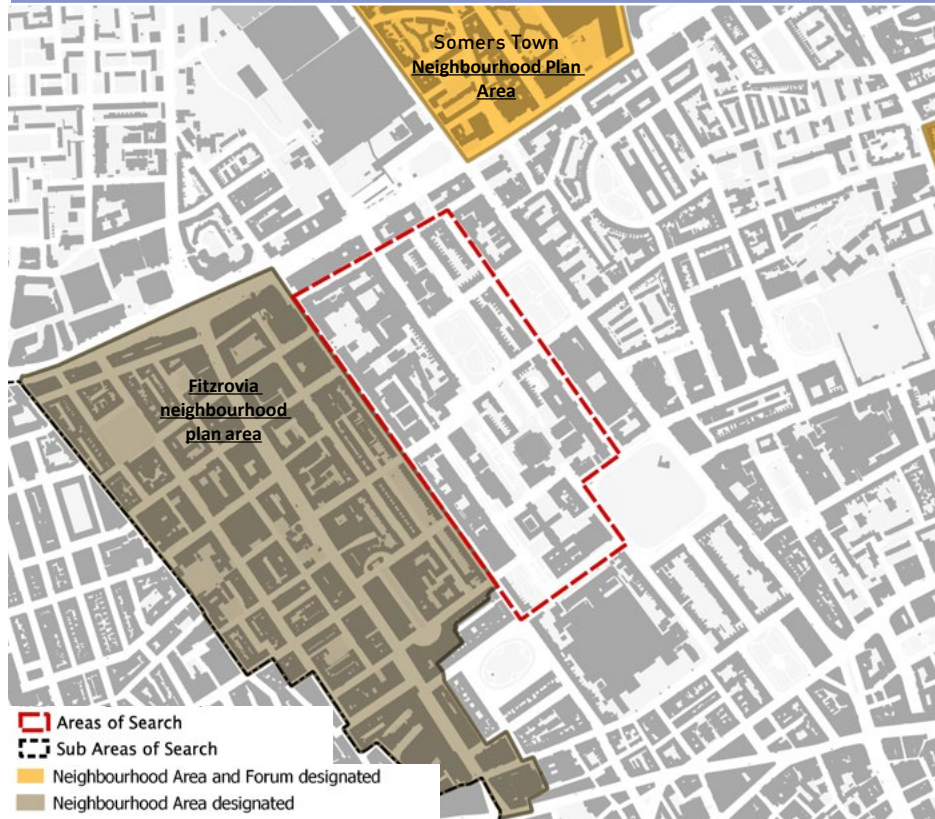 Somers Town
Neighbourhood Plan
Area
Fitzrovia
neighbourhood
plan area
Areas of Search
Sub Areas of Search
Neighbourhood Area and Forum designated
Neighbourhood Area designated